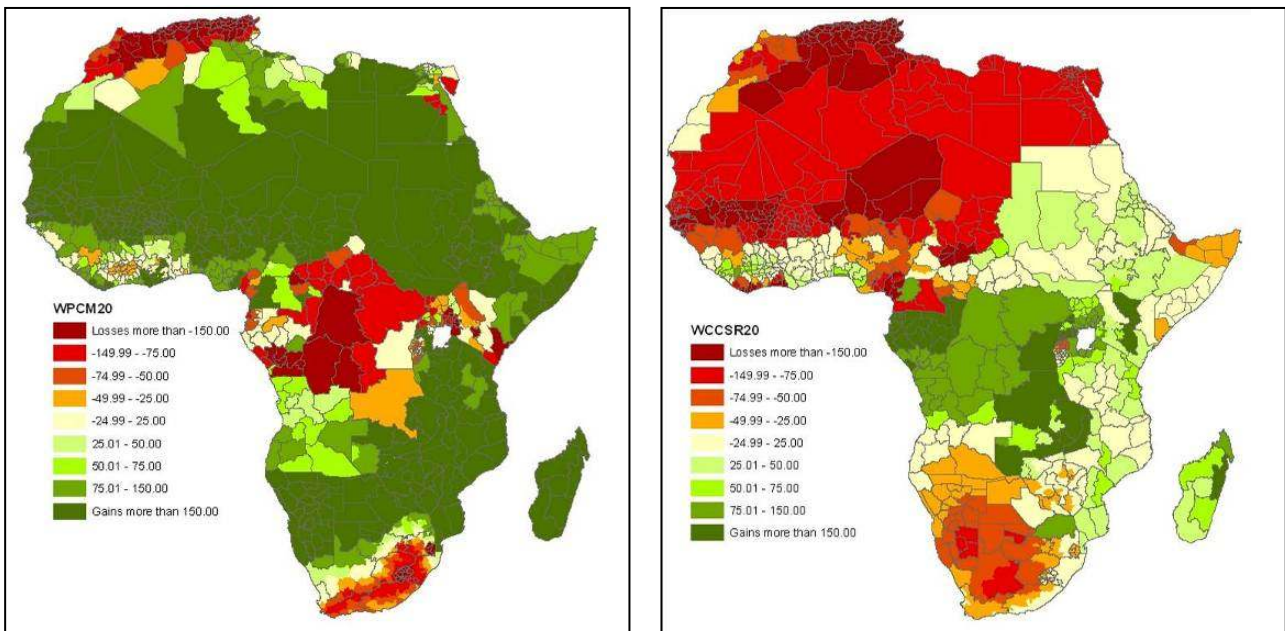 WPCM20
Losses more than -150.00
-149.99 - -75.00
-74.99 - -50.00
-49.99 - -25.00
-24.99 - 25.00
25.01 - 50.00
50.01 - 75.00
75.01 - 150.00
Gains more than 150.00
WCCSR20
Losses more than -150.00
-149.99 - -75.00
-74.99 - -50.00
-49.99 - -25.00
-24.99 - 25.00
25.01 - 50.00
50.01 - 75.00
75.01 - 150.00
Gains more than 150.00